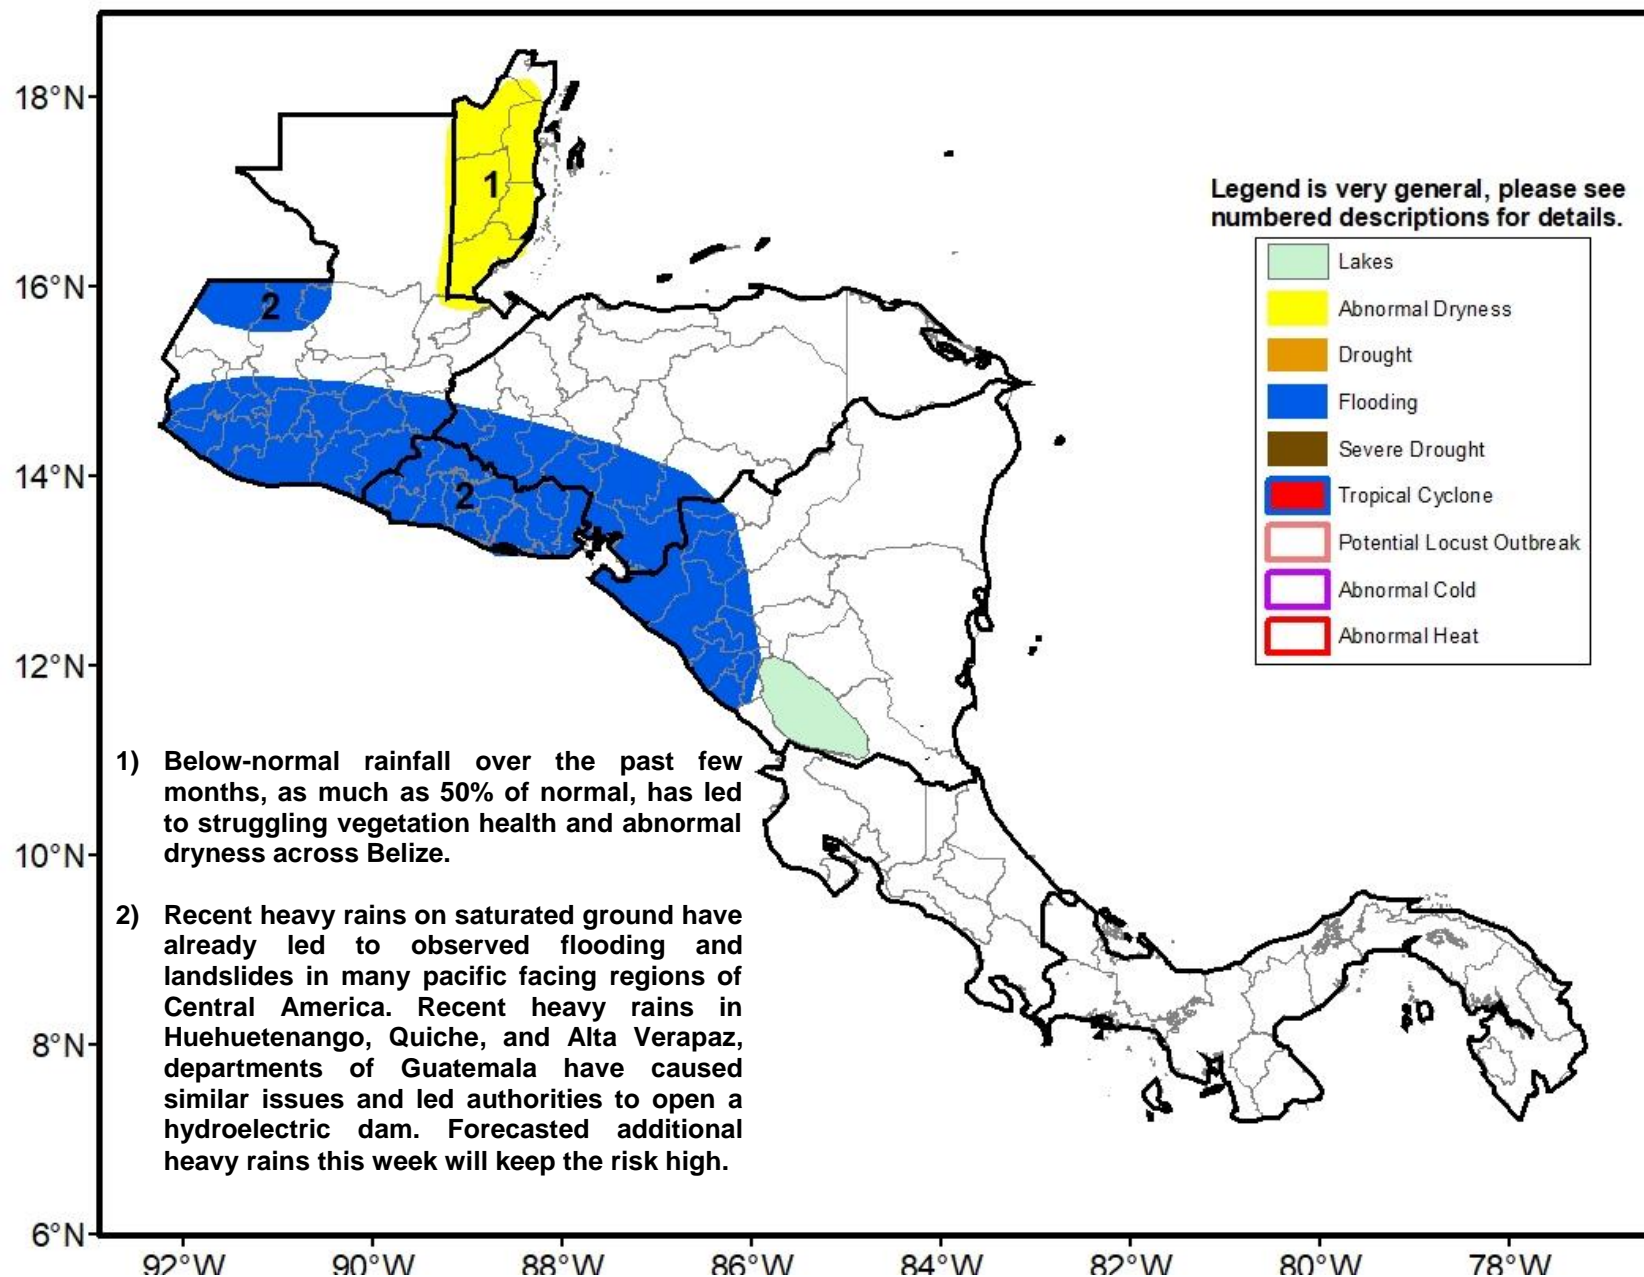 18°N
16°N
14°N
12°N
10°N
8°N
6°N
92°W
90°W
88°W
86°W
84°W
82°W
80°W
78°W
1
2
2
Legend is very general, please see
numbered descriptions for details.
Lakes
Abnormal Dryness
Drought
Flooding
Severe Drought
Tropical Cyclone
Potential Locust Outbreak
Abnormal Cold
Abnormal Heat
1) Below-normal rainfall over the past few
months, as much as 50% of normal, has led
to struggling vegetation health and abnormal
dryness across Belize.
2) Recent heavy rains on saturated ground have
already led to observed flooding and
landslides in many pacific facing regions of
Central America. Recent heavy rains in
Huehuetenango, Quiche, and Alta Verapaz,
departments of Guatemala have caused
similar issues and led authorities to open a
hydroelectric dam. Forecasted additional
heavy rains this week will keep the risk high.